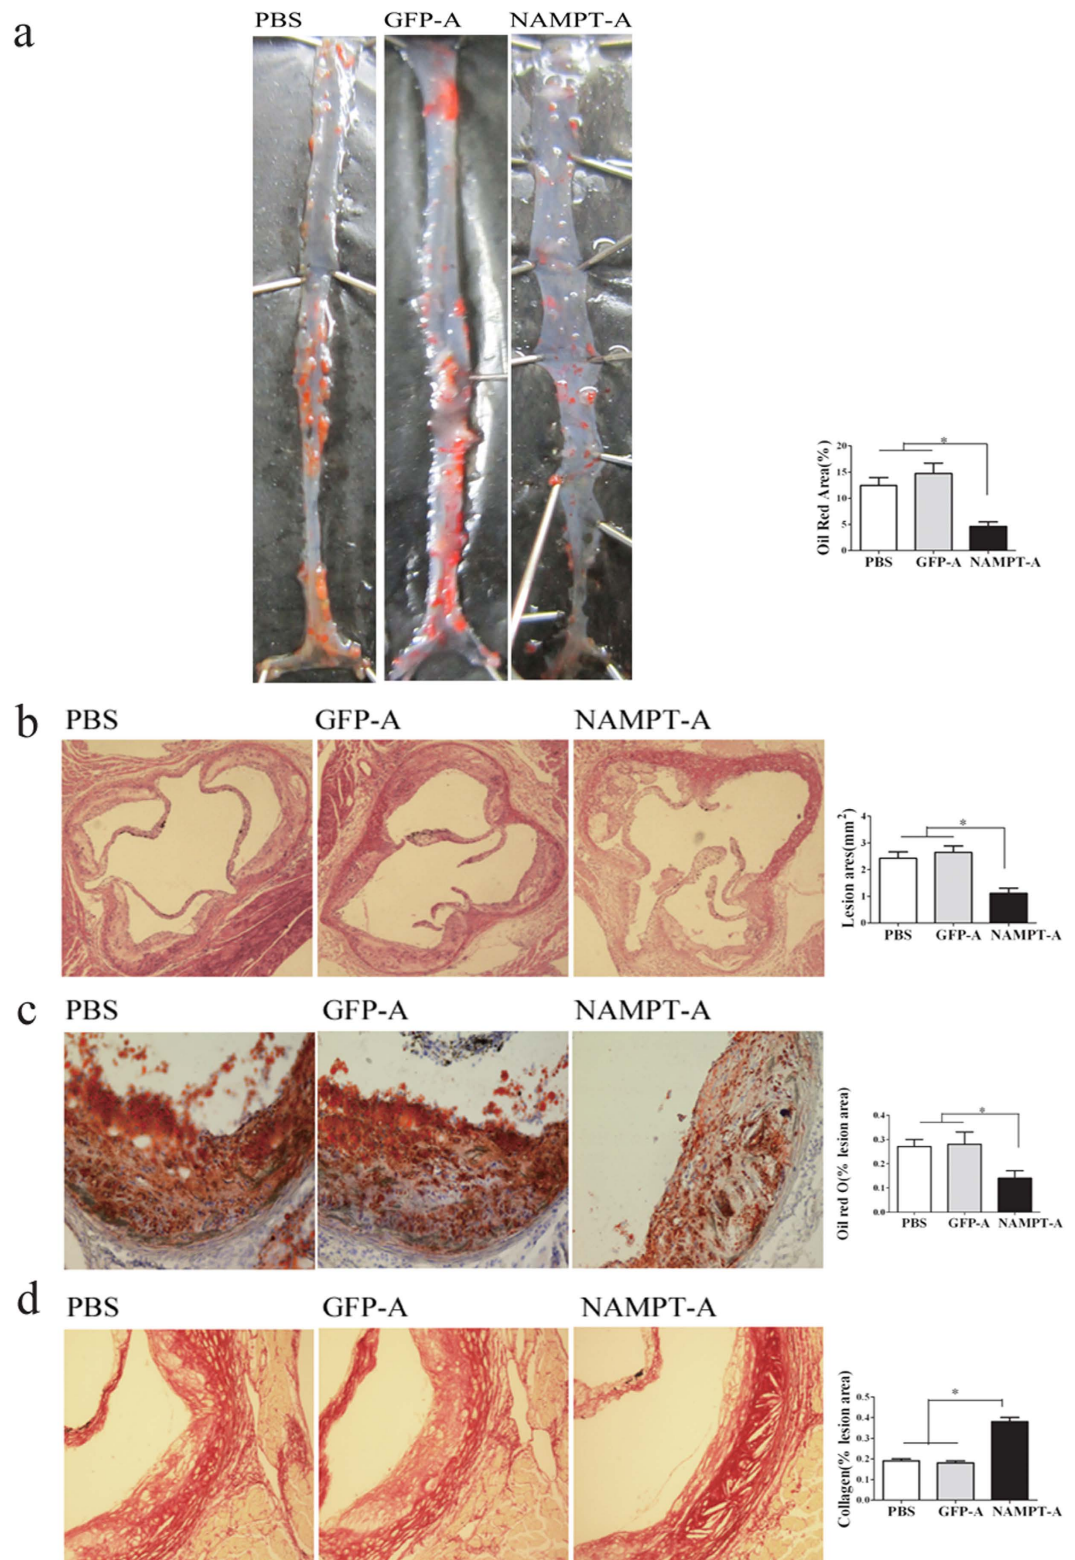 a
PBS GFP-A NAMPT-A
Oil Red Area(%)
20
15
10
5
0
*
PBS GFP-A NAMPT-A
b
PBS GFP-A NAMPT-A
Lesion ares(mm²)
4
3
2
1
0
*
PBS GFP-A NAMPT-A
c
PBS GFP-A NAMPT-A
Oil red O(% lesion area)
0.4
0.3
0.2
0.1
0.0
*
PBS GFP-A NAMPT-A
d
PBS GFP-A NAMPT-A
Collagen(% lesion area)
0.5
0.4
0.3
0.2
0.1
0.0
*
PBS GFP-A NAMPT-A